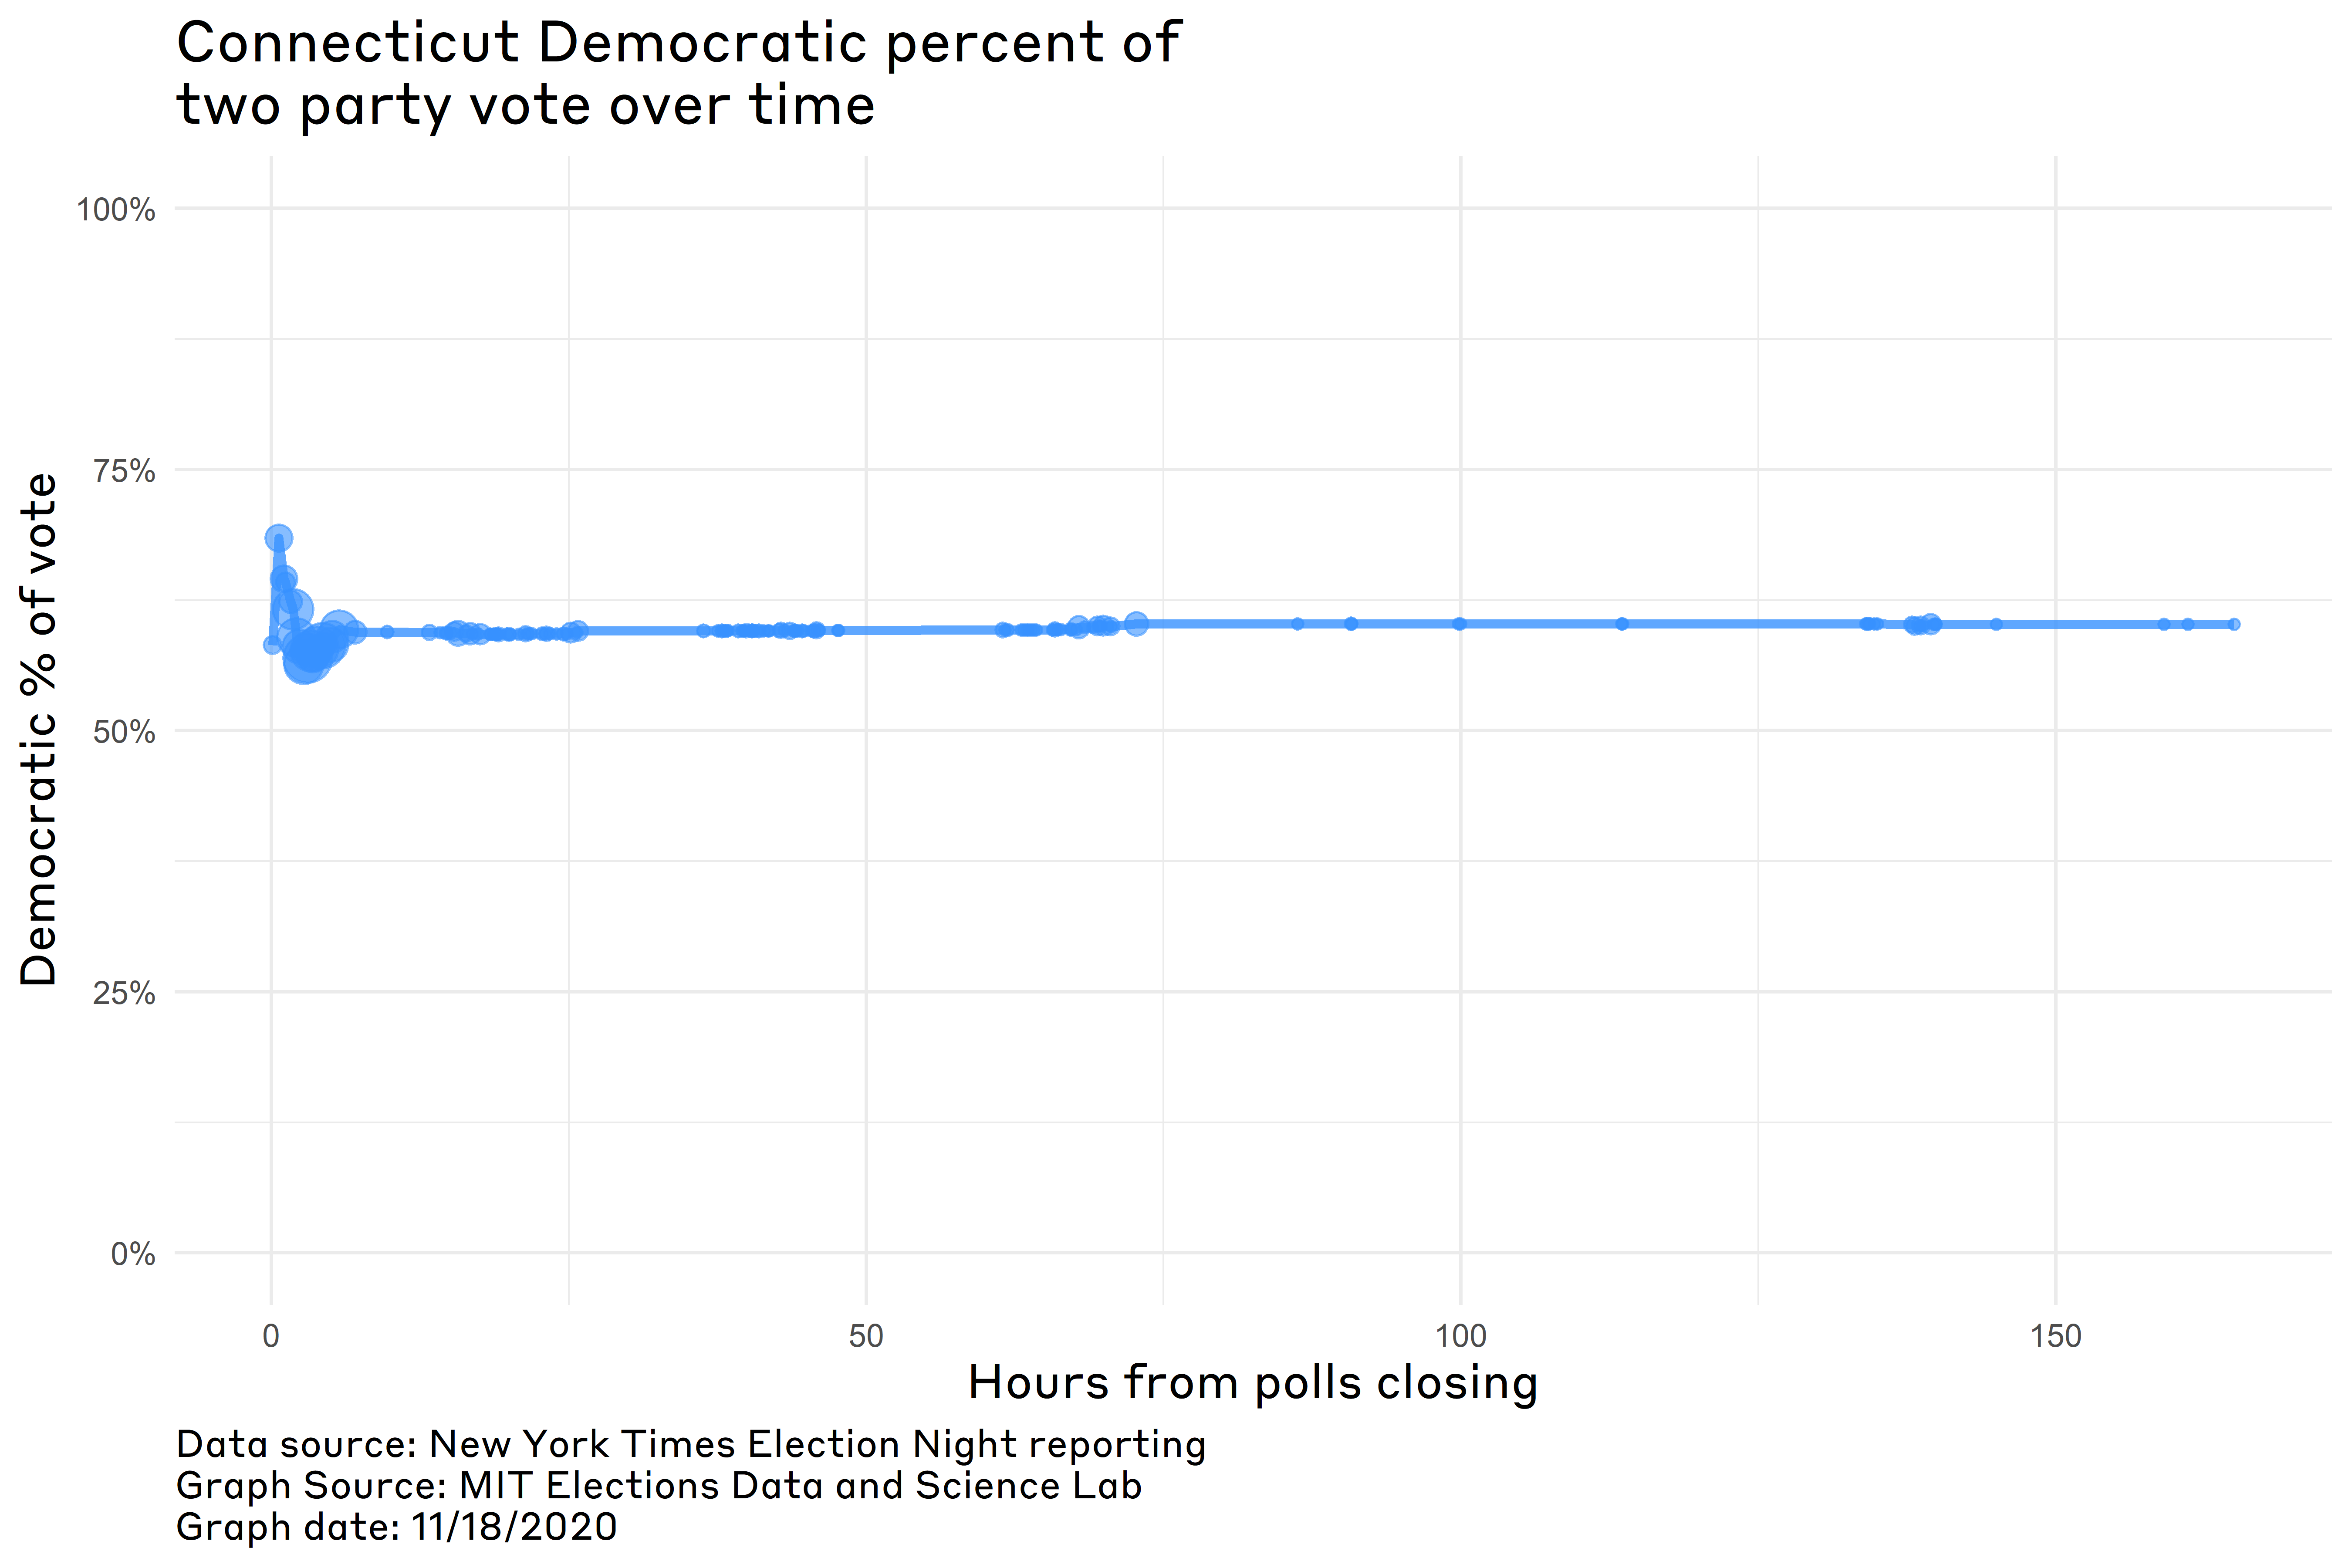 Connecticut Democratic percent of
two party vote over time
Democratic % of vote
100%
75%
50%
25%
0%
0
50
100
150
Hours from polls closing
Data source: New York Times Election Night reporting
Graph Source: MIT Elections Data and Science Lab
Graph date: 11/18/2020